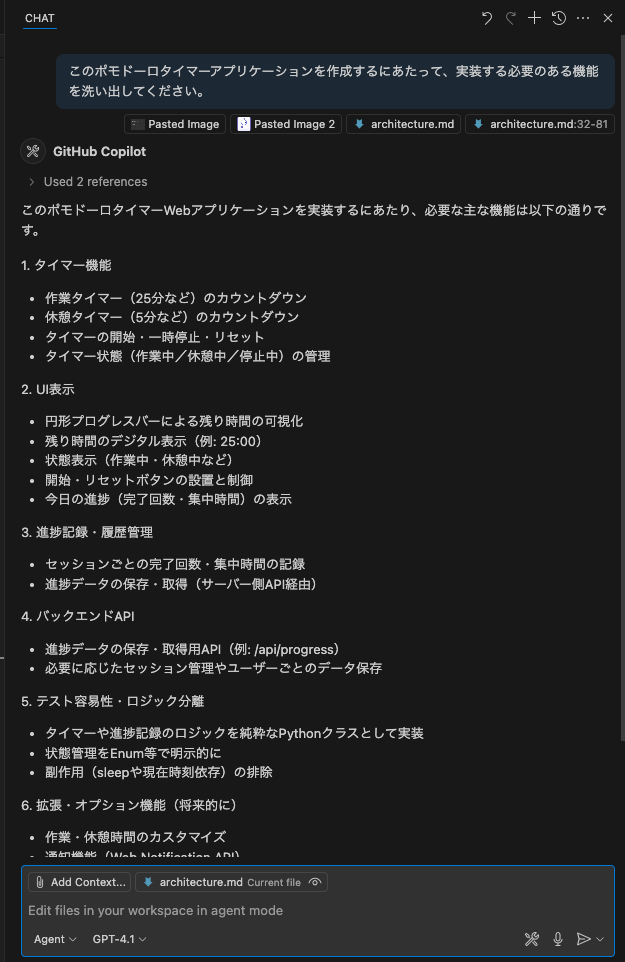 CHAT
このポモドーロタイマーアプリケーションを作成するにあたって、実装する必要のある機能
を洗い出してください。
Pasted Image
Pasted Image 2
architecture.md
architecture.md:32-81
GitHub Copilot
Used 2 references
このポモドーロタイマーWebアプリケーションを実装するにあたり、必要な主な機能は以下の通りで
す。
1. タイマー機能
• 作業タイマー（25分など）のカウントダウン
• 休憩タイマー（5分など）のカウントダウン
• タイマーの開始・一時停止・リセット
• タイマー状態（作業中／休憩中／停止中）の管理
2. UI表示
• 円形プログレスバーによる残り時間の可視化
• 残り時間のデジタル表示（例: 25:00）
• 状態表示（作業中・休憩中など）
• 開始・リセットボタンの設置と制御
• 今日の進捗（完了回数・集中時間）の表示
3. 進捗記録・履歴管理
• セッションごとの完了回数・集中時間の記録
• 進捗データの保存・取得（サーバー側API経由）
4. バックエンドAPI
• 進捗データの保存・取得用API（例: /api/progress）
• 必要に応じたセッション管理やユーザーごとのデータ保存
5. テスト容易性・ロジック分離
• タイマーや進捗記録のロジックを純粋なPythonクラスとして実装
• 状態管理をEnum等で明示的に
• 副作用（sleepや現在時刻依存）の排除
6. 拡張・オプション機能（将来的に）
• 作業・休憩時間のカスタマイズ
• 通知機能（Web Notification API）
Add Context...
architecture.md Current file
Edit files in your workspace in agent mode
Agent
GPT-4.1